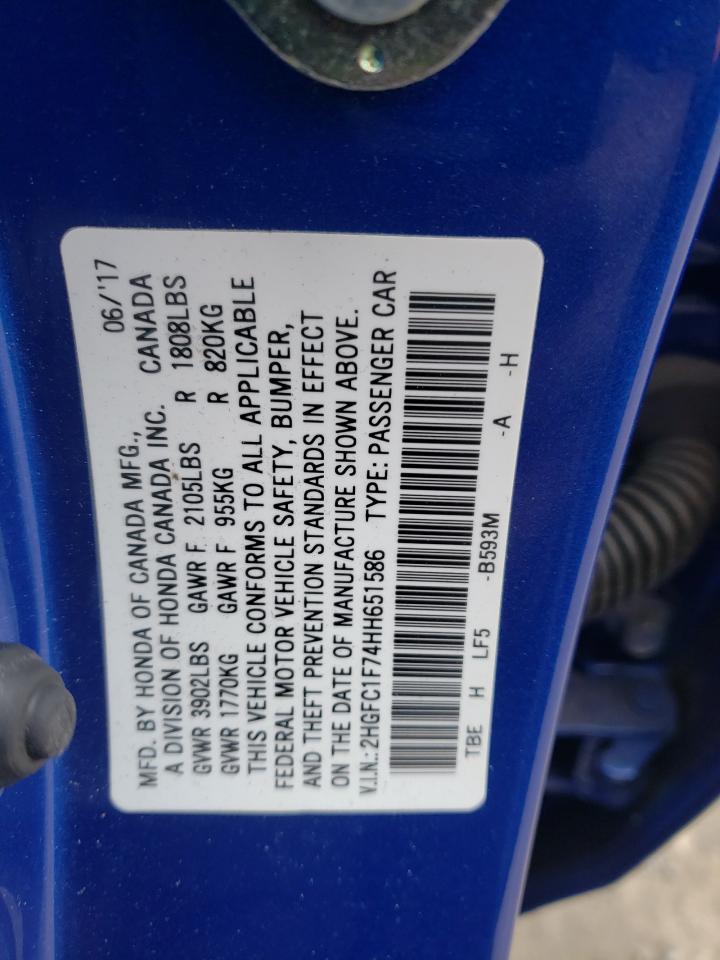 MFD. BY HONDA OF CANADA MFG., 06/'17
A DIVISION OF HONDA CANADA INC. CANADA
GVWR 3902LBS GAWR F 2105LBS R 1808LBS
GVWR 1770KG GAWR F 955KG R 820KG
THIS VEHICLE CONFORMS TO ALL APPLICABLE
FEDERAL MOTOR VEHICLE SAFETY, BUMPER,
AND THEFT PREVENTION STANDARDS IN EFFECT
ON THE DATE OF MANUFACTURE SHOWN ABOVE.
V.I.N.: 2HGFC1F74HH651586 TYPE: PASSENGER CAR
TBE H LF5 -B593M -A -H